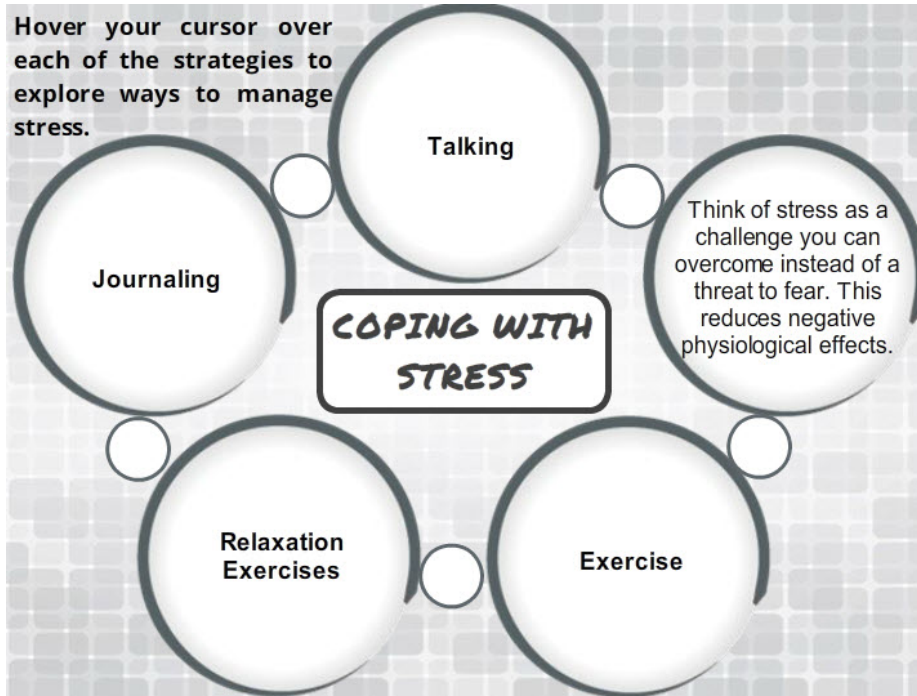 Hover your cursor over
each of the strategies to
explore ways to manage
stress.
Talking
Think of stress as a
challenge you can
overcome instead of a
threat to fear. This
reduces negative
physiological effects.
Journaling
COPING WITH
STRESS
Relaxation
Exercises
Exercise